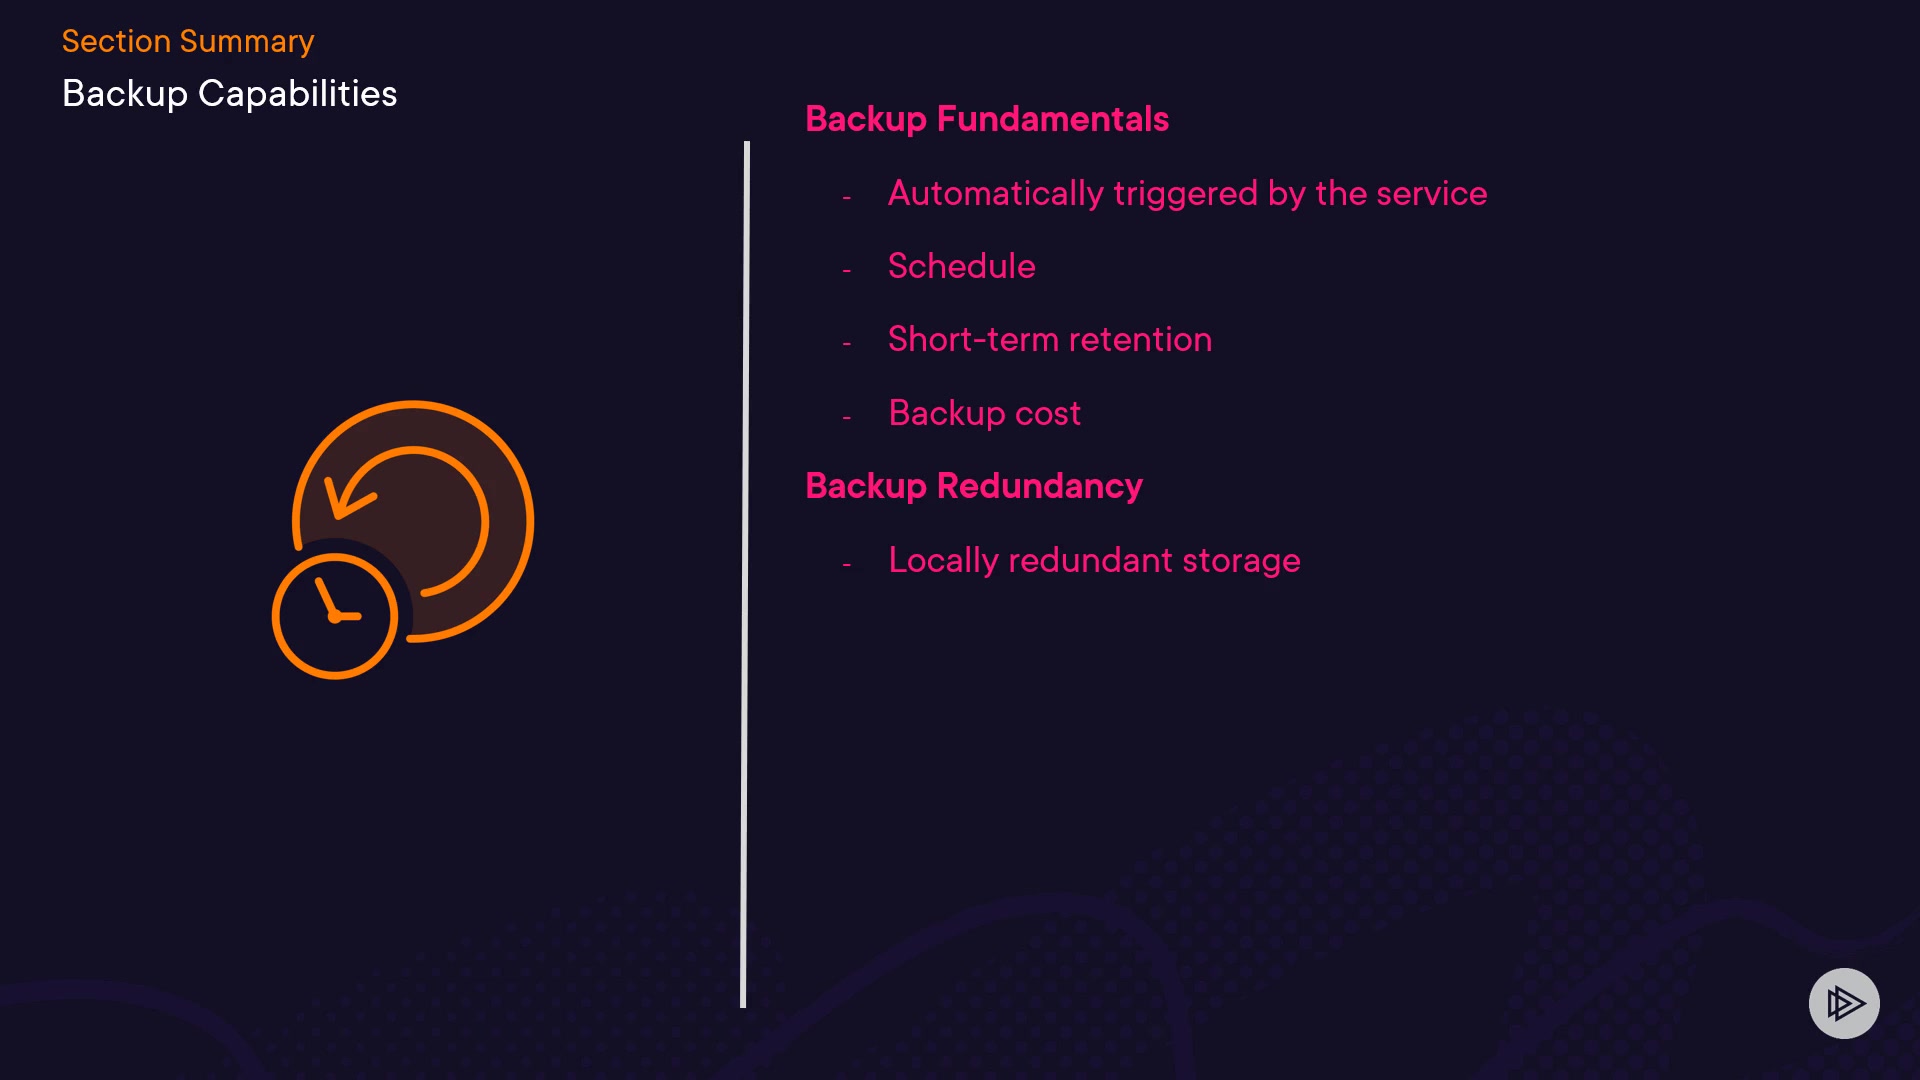 Section Summary
Backup Capabilities
Backup Fundamentals
- Automatically triggered by the service
- Schedule
- Short-term retention
- Backup cost
Backup Redundancy
- Locally redundant storage